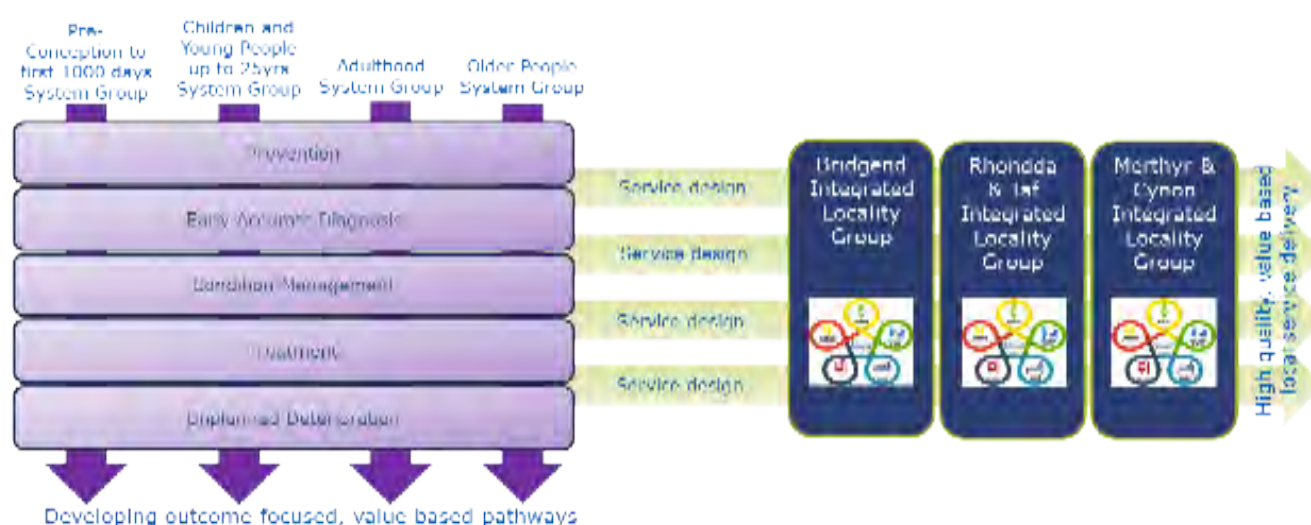 Pre-
Conception to
first 1000 days
System Group
Children and
Young People
up to 25yrs
System Group
Adulthood
System Group
Older People
System Group
Prevention
Early Accurate Diagnosis
Condition Management
Treatment
Unplanned Deterioration
Developing outcome focused, value based pathways
Service design
Service design
Service design
Service design
Bridgend
Integrated
Locality
Group
Rhondda
& Taf
Integrated
Locality
Group
Merthyr &
Cynon
Integrated
Locality
Group
High quality, value based
local service delivery